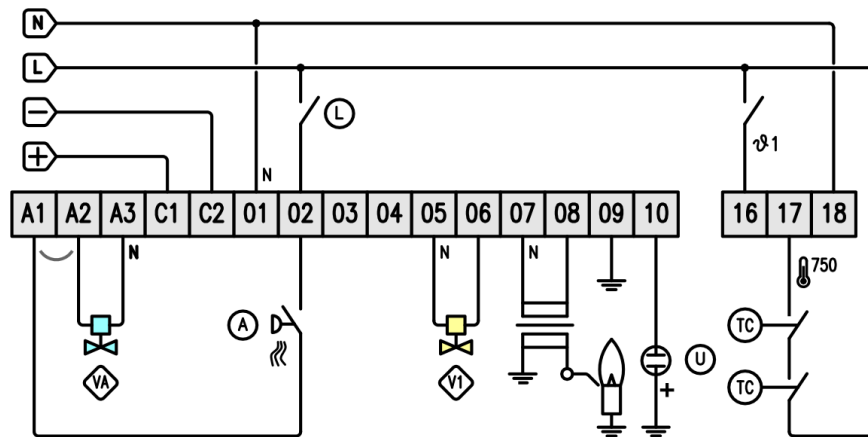 N
L
−
+
L
ϑ1
N
A1 A2 A3 C1 C2 01 02 03 04 05 06 07 08 09 10 16 17 18
N N N
750
A TC
VA V1 U
+
TC